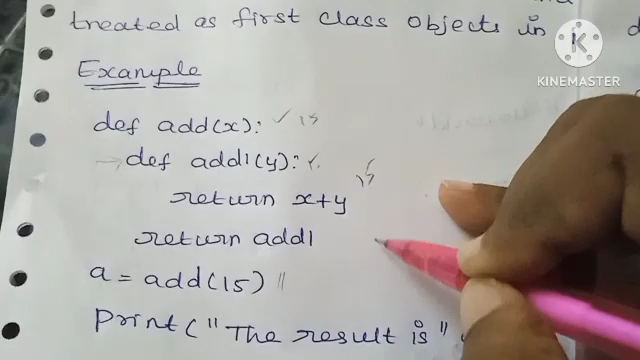 treated as first class objects in
KINEMASTER
Example
def add(x): ✓ 15
→ def add1(y):
return x+y
return add1
a = add(15) ||
Print("The result is"